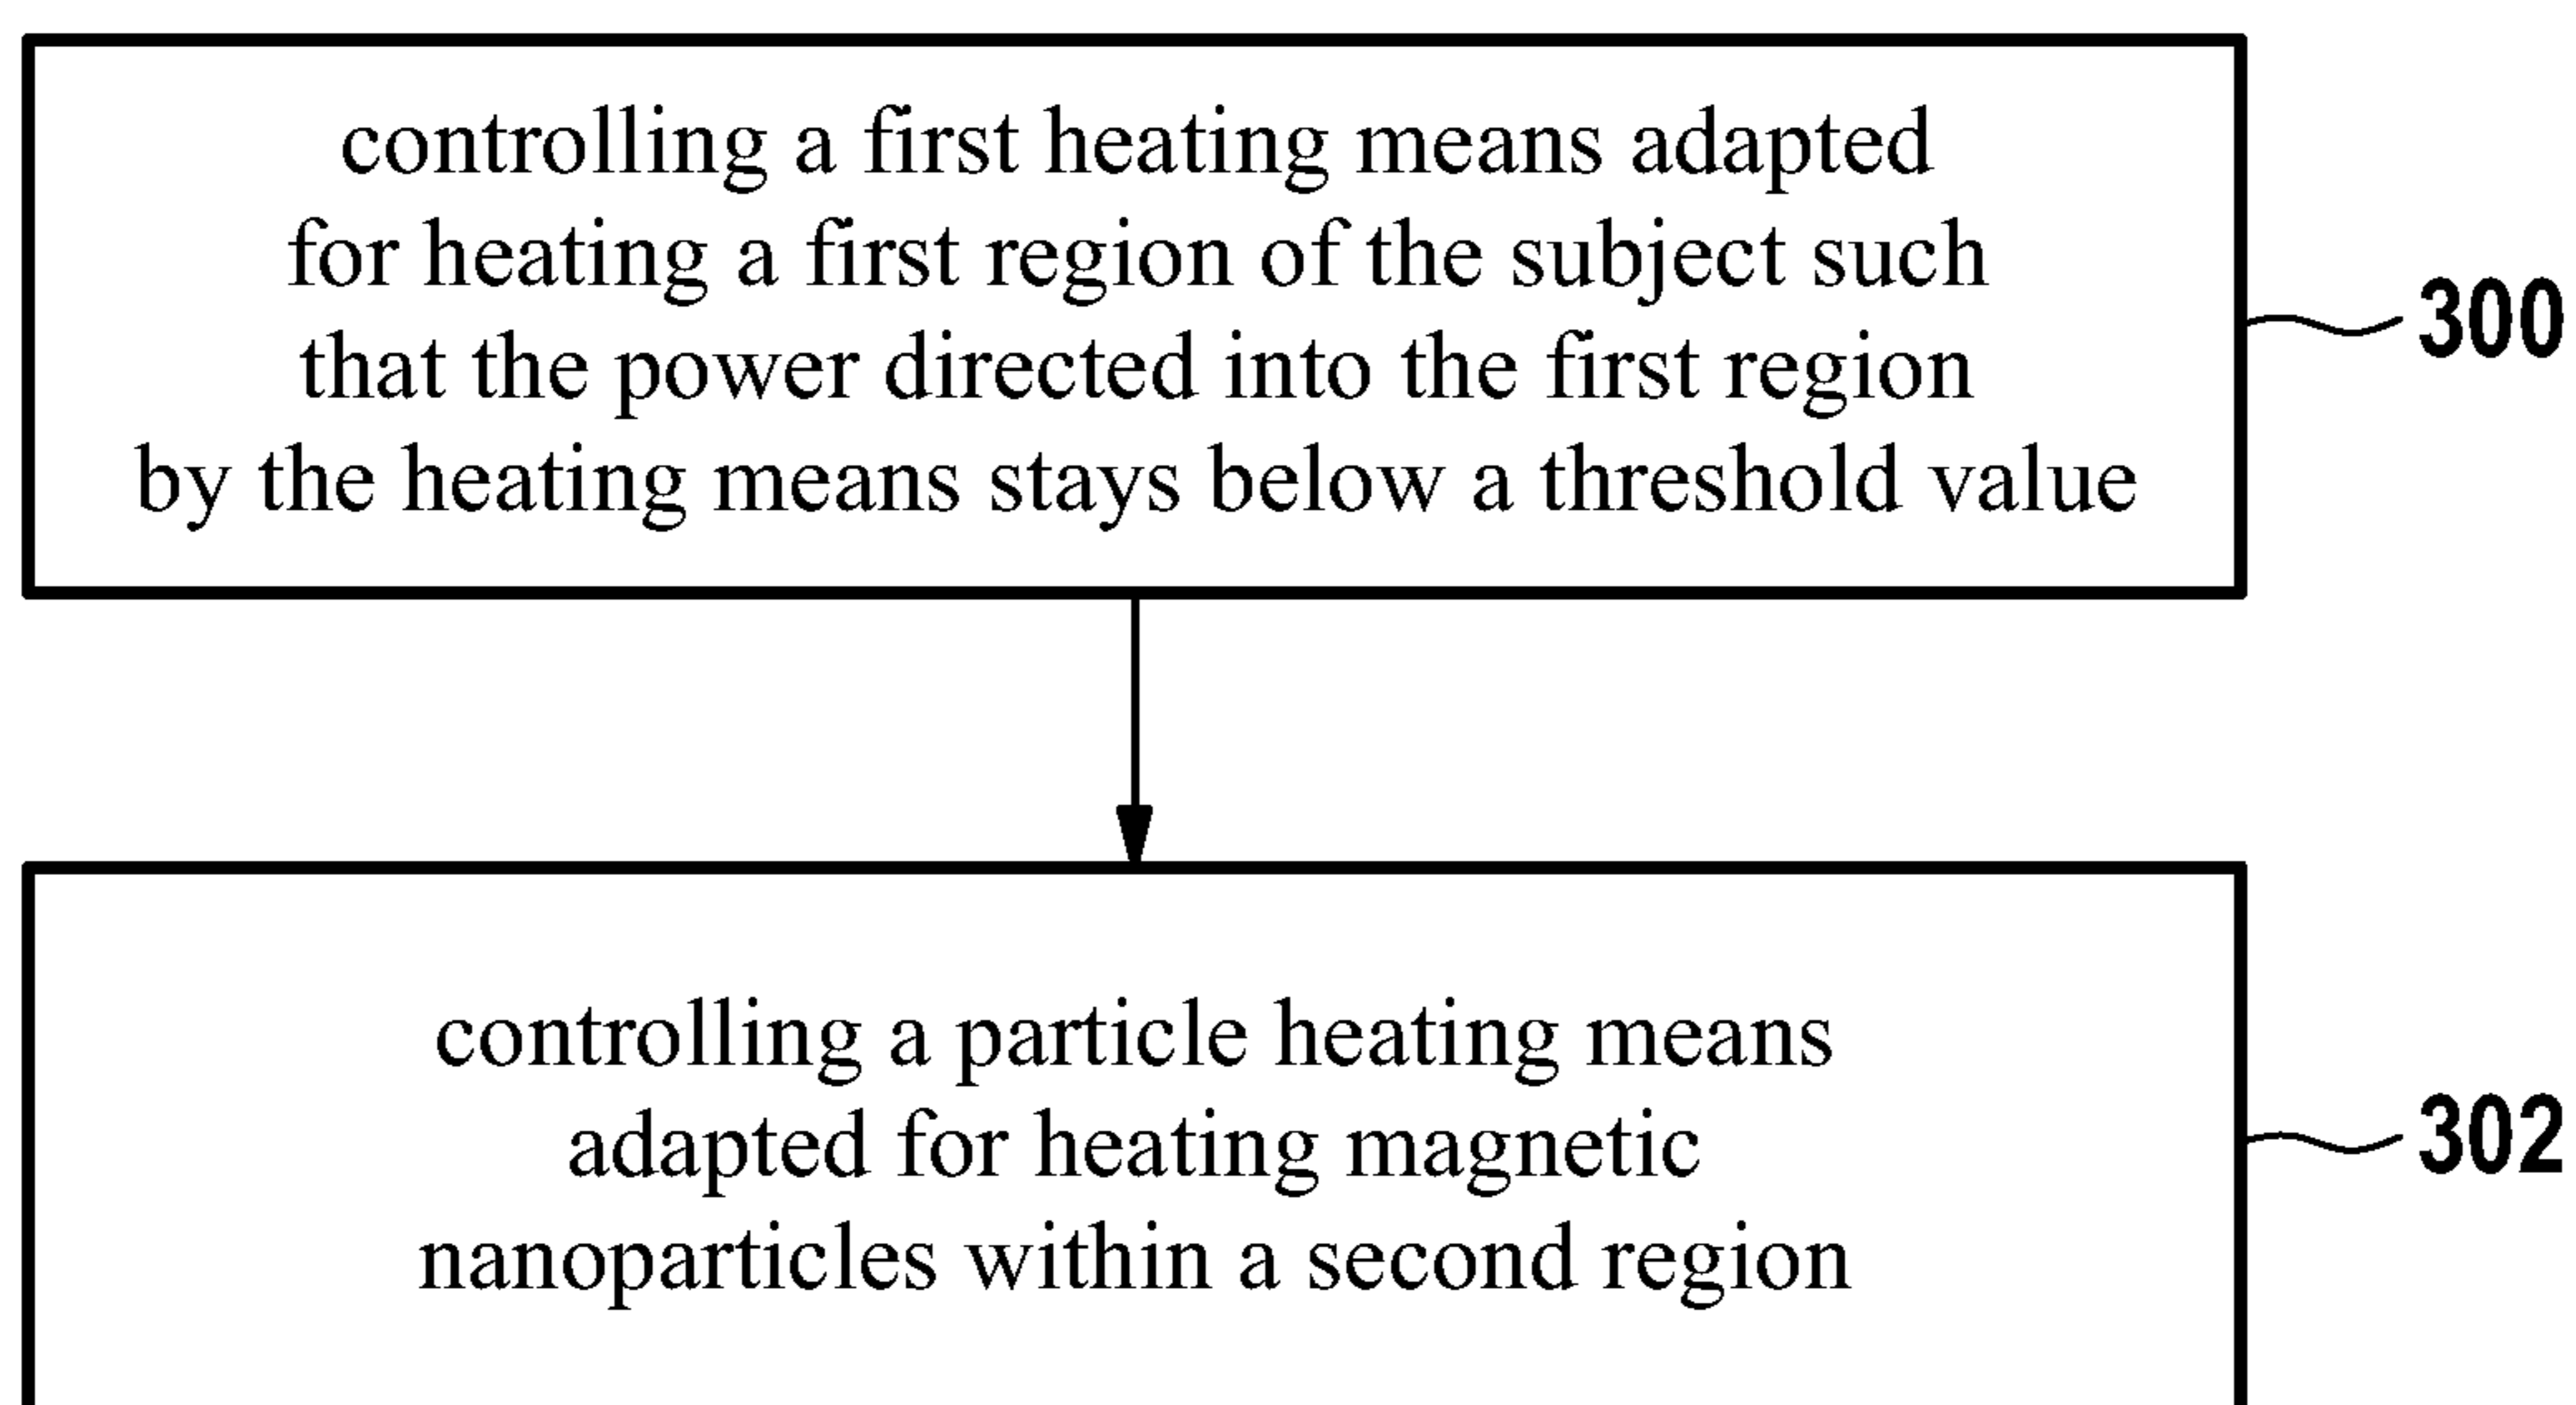 controlling a first heating means adapted
for heating a first region of the subject such
that the power directed into the first region
by the heating means stays below a threshold value
300
controlling a particle heating means
adapted for heating magnetic
nanoparticles within a second region
302